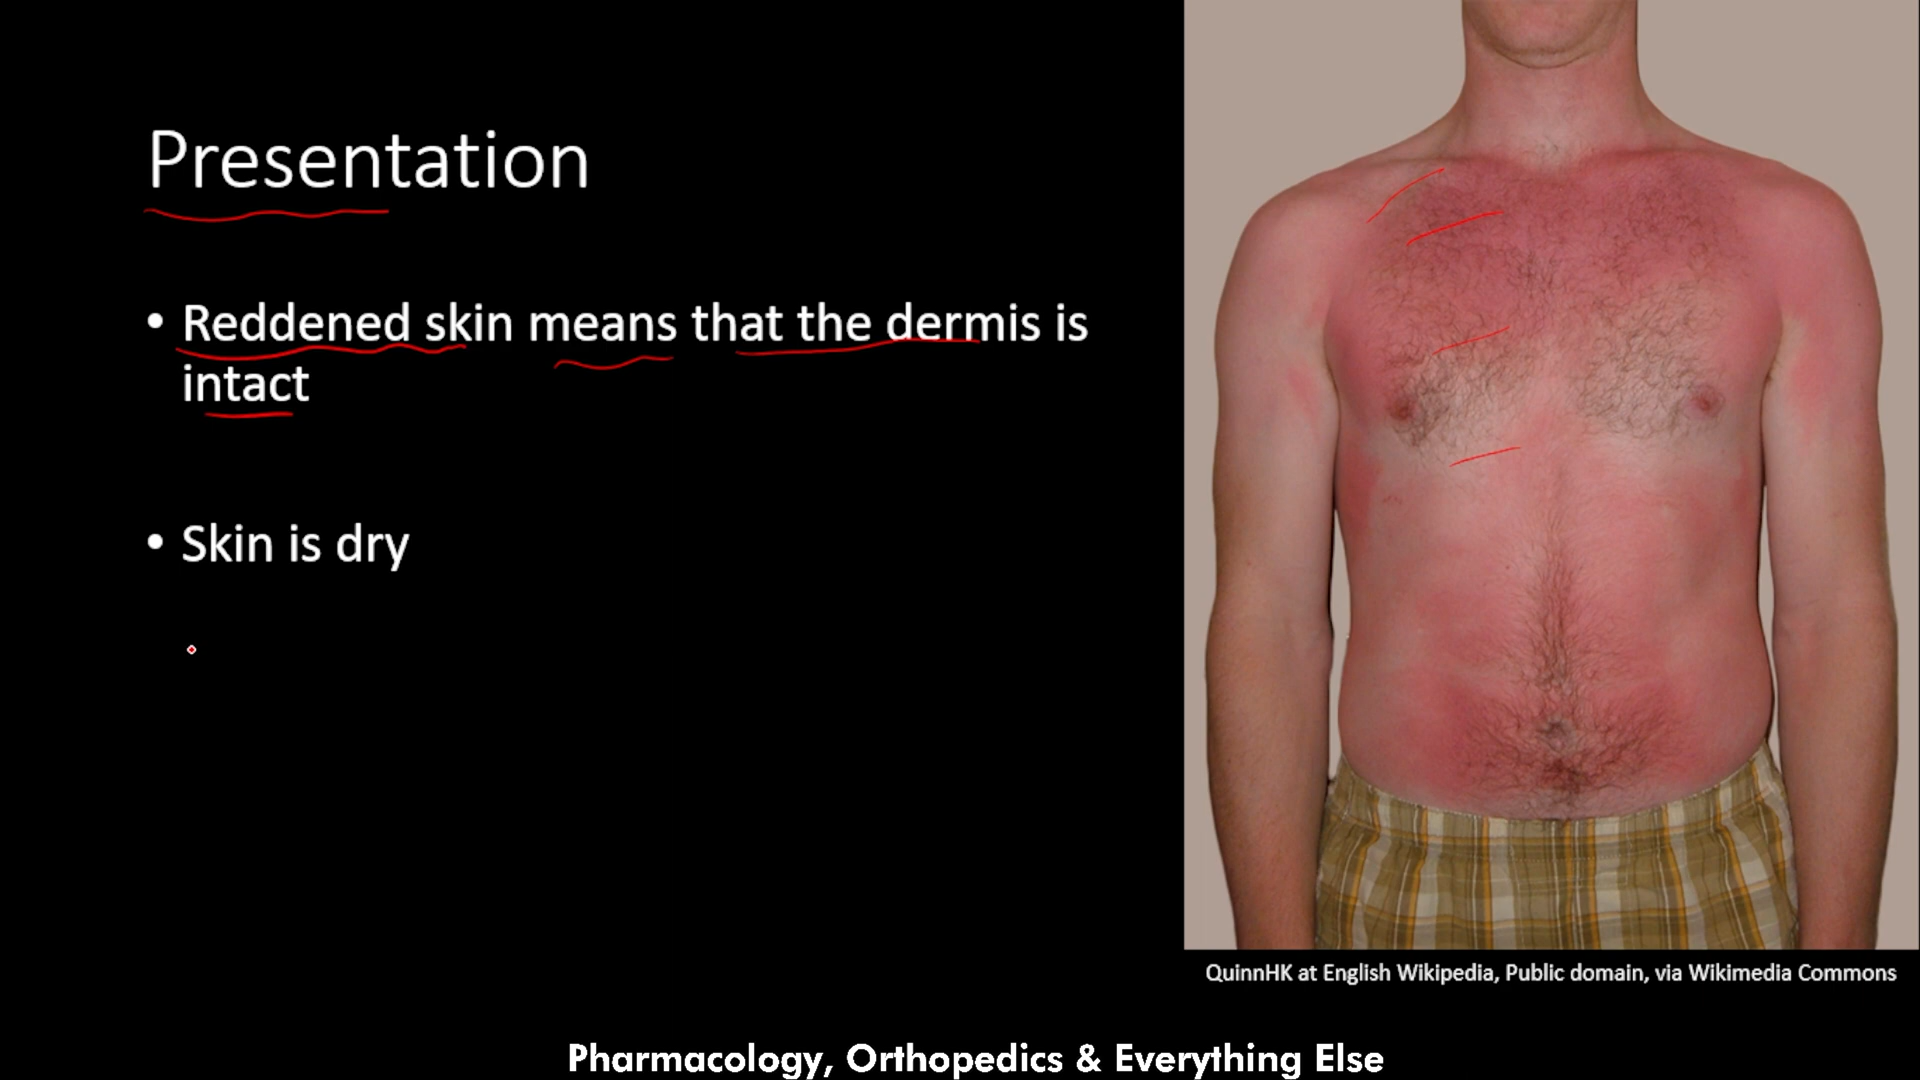 Presentation
• Reddened skin means that the dermis is
intact
• Skin is dry
QuinnHK at English Wikipedia, Public domain, via Wikimedia Commons
Pharmacology, Orthopedics & Everything Else